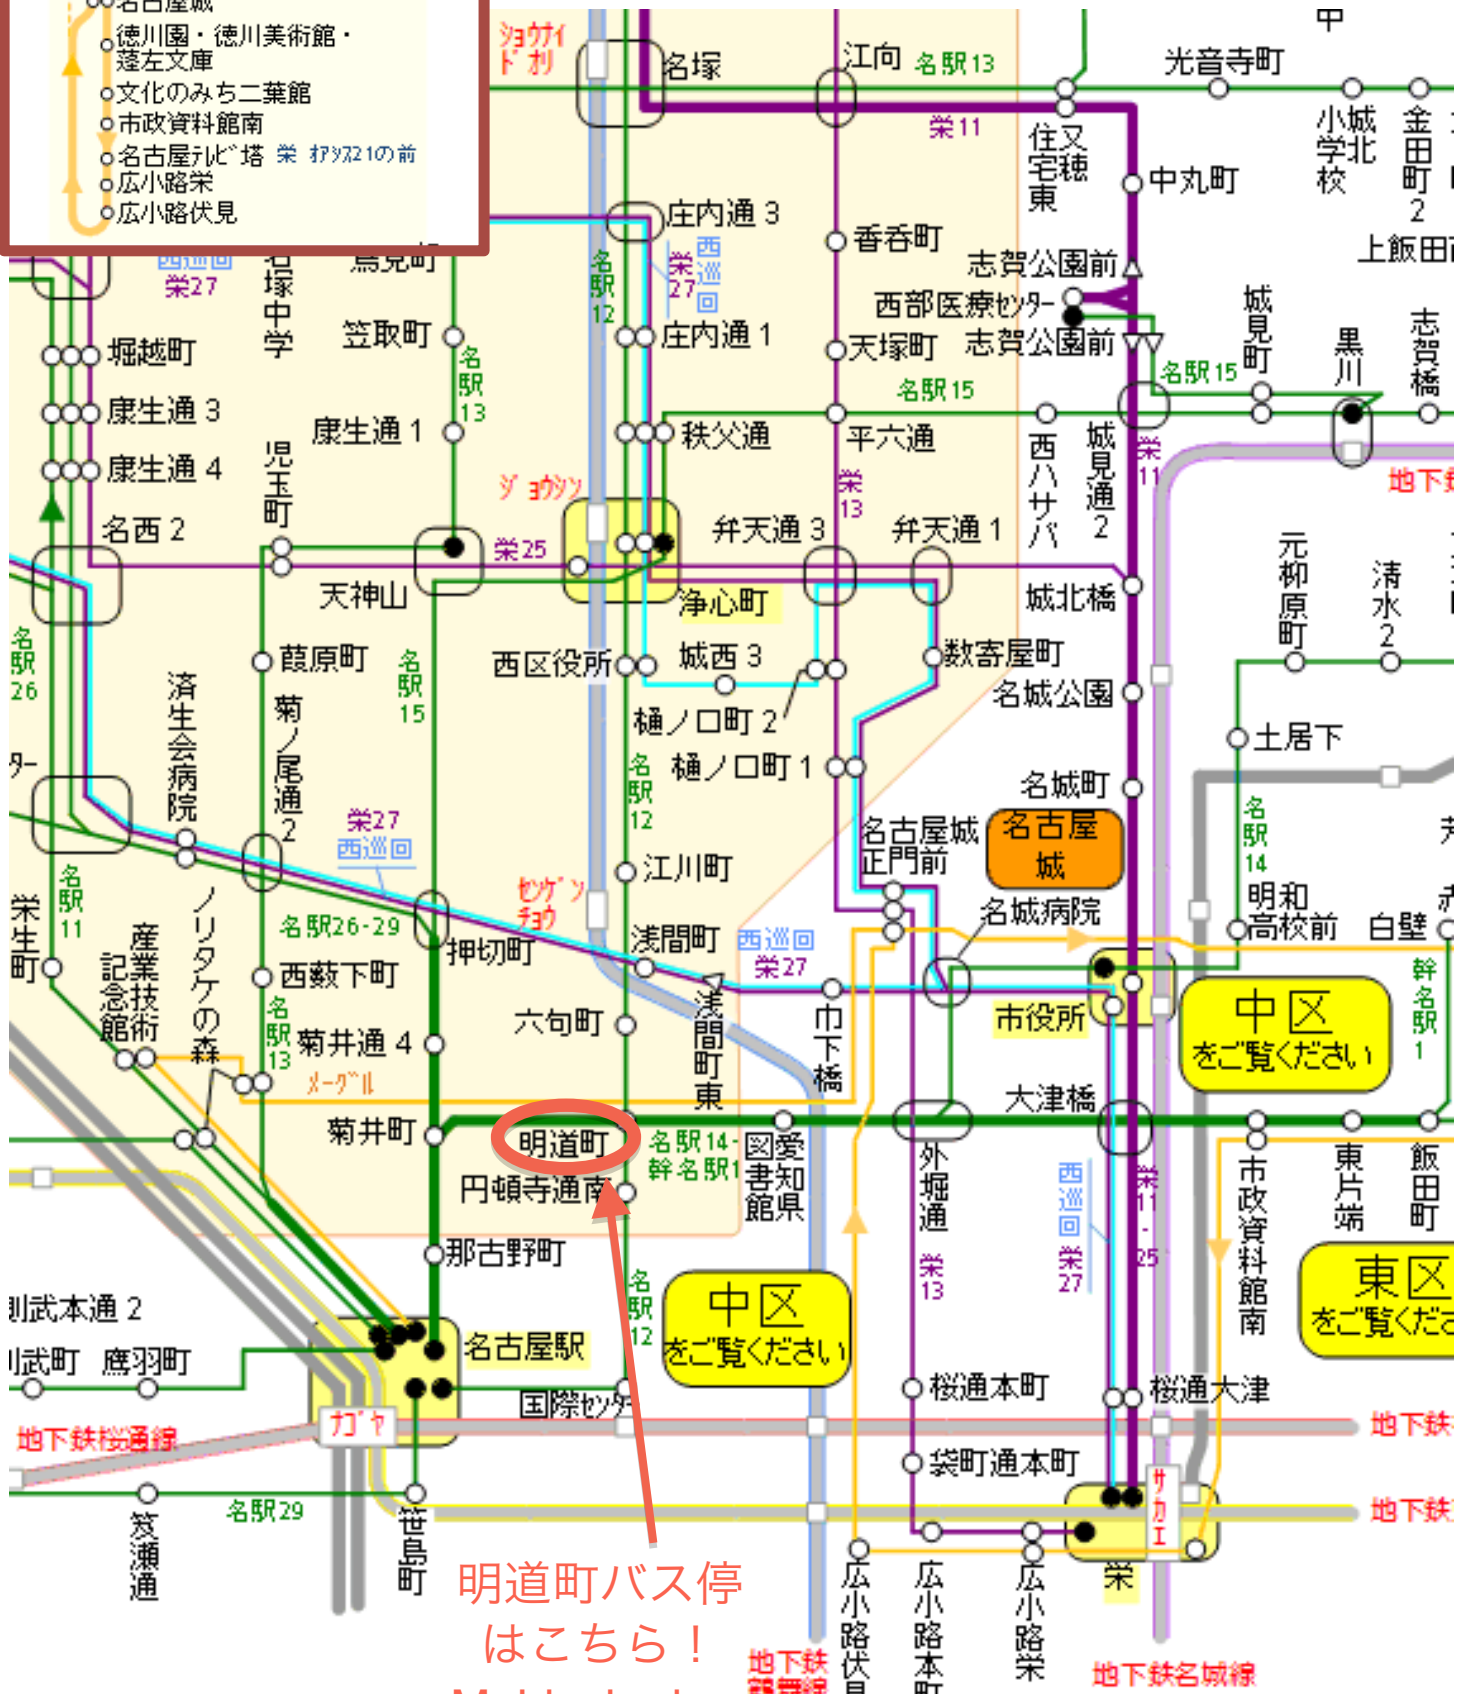 名古屋城
徳川園・徳川美術館・
蓬左文庫
文化のみち二葉館
市政資料館南
名古屋テレビ塔 栄 オアシス21の前
広小路栄
広小路伏見
ショウナイ
ドオリ
名塚
江向
名駅13
中
光音寺町
栄11
住宅東
又穂
小学校
城北
金田町2
中丸町
庄内通3
香呑町
志賀公園前
上飯田
西巡回
栄27
名塚中学
鳥見町
名駅12
栄27
西巡回
西部医療センター
志賀公園前
城見町
志賀橋
黒川
堀越町
笠取町
名駅13
庄内通1
天塚町
名駅15
名駅15
康生通3
康生通1
秩父通
平六通
西ハサバ
城見通2
栄11
地下鉄
康生通4
児玉町
ジョウシン
栄13
名西2
栄25
弁天通3
弁天通1
元柳原町
清水2
天神山
浄心町
城北橋
名駅26
葭原町
名駅15
西区役所
城西3
数寄屋町
名城公園
済生会病院
菊ノ尾通2
樋ノ口町2
土居下
樋ノ口町1
名駅12
名城町
栄27
西巡回
名古屋城
正門前
名古屋
城
名駅14
江川町
名駅11
栄生町
センゲン
チョウ
名駅26-29
名城病院
明和
高校前
白壁
産業技術
記念館
ノリタケの森
押切町
浅間町
西巡回
栄27
西薮下町
名駅13
六句町
浅間町東
巾下橋
市役所
中区
をご覧ください
幹名駅1
菊井通4
メーグル
大津橋
菊井町
明道町
名駅14-
幹名駅1
愛知県
図書館
外堀通
西巡回
栄27
栄11-25
市政資料館南
東片端
飯田町
円頓寺通南
那古野町
栄13
則武本通2
名駅12
中区
をご覧ください
東区
をご覧くだ
則武町
鷹羽町
名古屋駅
国際センター
桜通本町
桜通大津
ナゴヤ
地下鉄桜通線
地下鉄
袋町通本町
サカエ
名駅29
地下鉄
笈瀬通
笹島町
栄
明道町バス停
はこちら！
広小路伏見
広小路本町
広小路栄
地下鉄
鶴舞線
地下鉄名城線